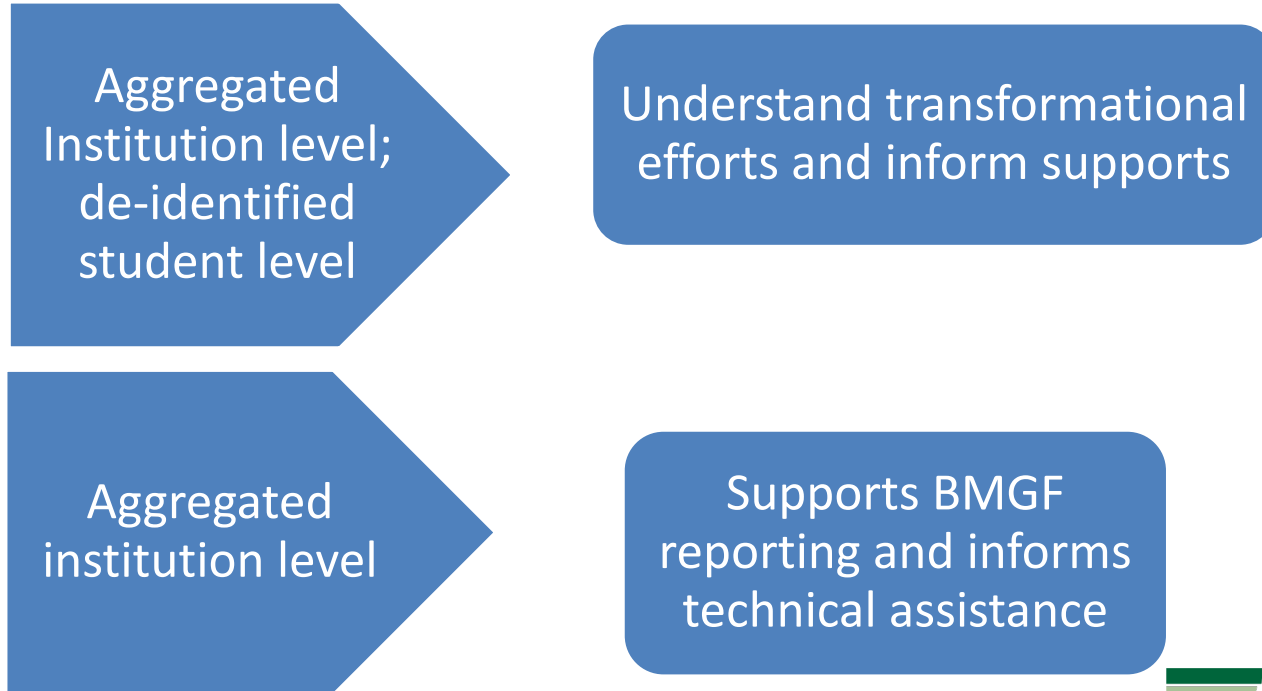 Aggregated
Institution level;
de-identified
student level
Understand transformational
efforts and inform supports
Aggregated
institution level
Supports BMGF
reporting and informs
technical assistance